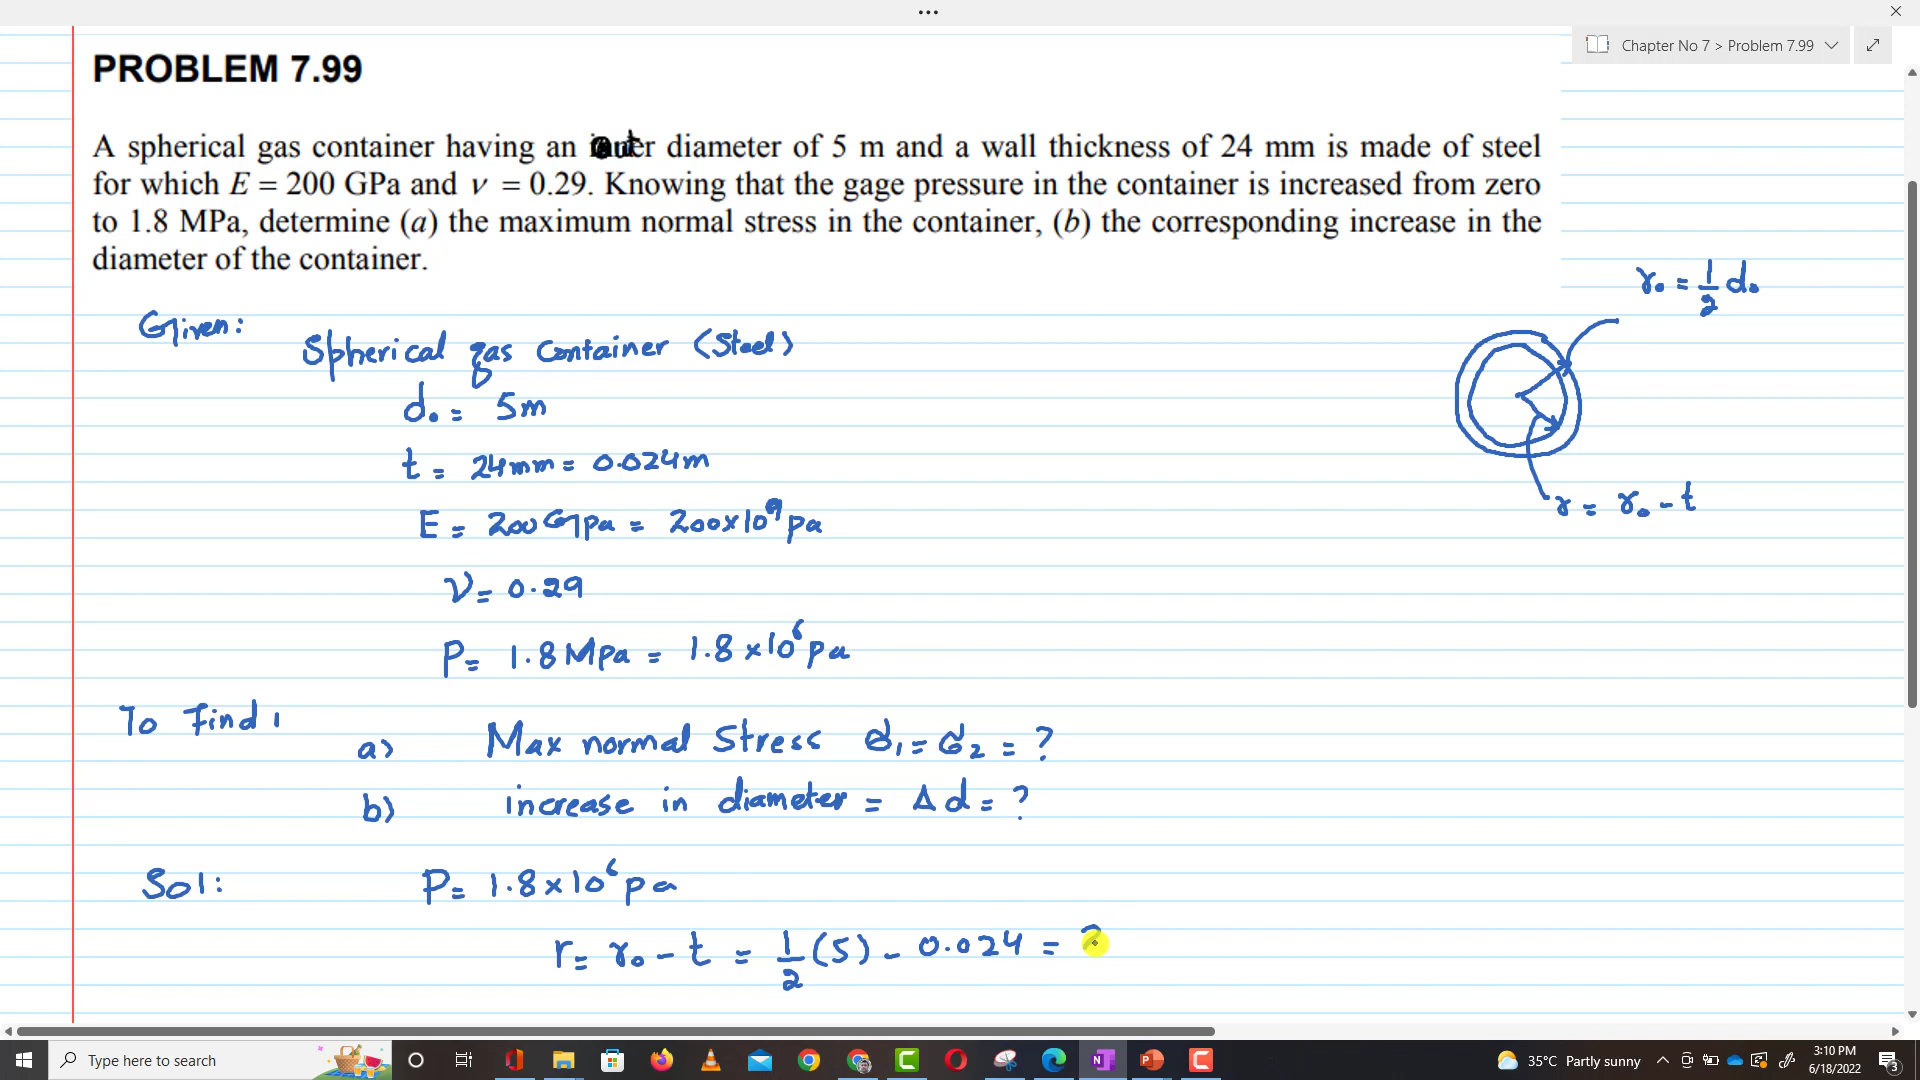 Chapter No 7 > Problem 7.99
PROBLEM 7.99
A spherical gas container having an outer diameter of 5 m and a wall thickness of 24 mm is made of steel
for which E = 200 GPa and ν = 0.29. Knowing that the gage pressure in the container is increased from zero
to 1.8 MPa, determine (a) the maximum normal stress in the container, (b) the corresponding increase in the
diameter of the container.
r₀ = 1/2 d₀
Given:
Spherical gas container (Steel)
d₀ = 5m
t = 24mm = 0.024m
r = r₀ - t
E = 200Gpa = 200×10⁹ pa
ν = 0.29
P = 1.8 MPa = 1.8 × 10⁶ pa
To Find:
a) Max normal Stress σ₁ = σ₂ = ?
b) increase in diameter = Δd = ?
Sol:
P = 1.8 × 10⁶ pa
r = r₀ - t = 1/2 (5) - 0.024 =
Type here to search
35°C Partly sunny
3:10 PM
6/18/2022
3